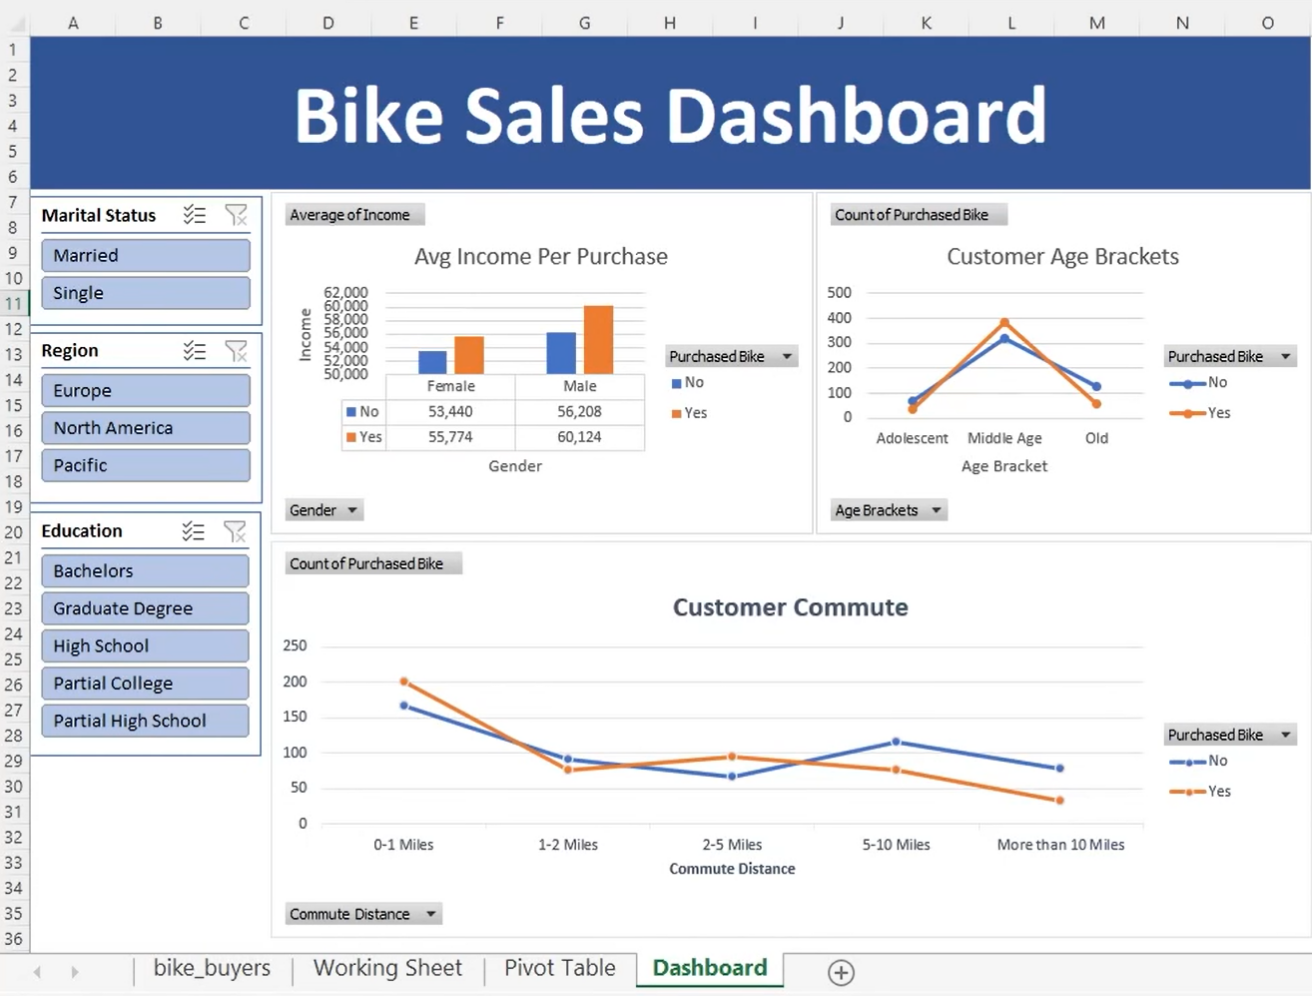 A B C D E F G H I J K L M N O
1
2
3
4
5
6
7
8
9
10
11
12
13
14
15
16
17
18
19
20
21
22
23
24
25
26
27
28
29
30
31
32
33
34
35
36
Bike Sales Dashboard
Marital Status
Married
Single
Region
Europe
North America
Pacific
Education
Bachelors
Graduate Degree
High School
Partial College
Partial High School
Average of Income
Avg Income Per Purchase
Income
62,000
60,000
58,000
56,000
54,000
52,000
50,000
Female Male
No 53,440 56,208
Yes 55,774 60,124
Gender
Purchased Bike
No
Yes
Gender
Count of Purchased Bike
Customer Age Brackets
500
400
300
200
100
0
Adolescent Middle Age Old
Age Bracket
Purchased Bike
No
Yes
Age Brackets
Count of Purchased Bike
Customer Commute
250
200
150
100
50
0
0-1 Miles 1-2 Miles 2-5 Miles 5-10 Miles More than 10 Miles
Commute Distance
Purchased Bike
No
Yes
Commute Distance
bike_buyers Working Sheet Pivot Table Dashboard